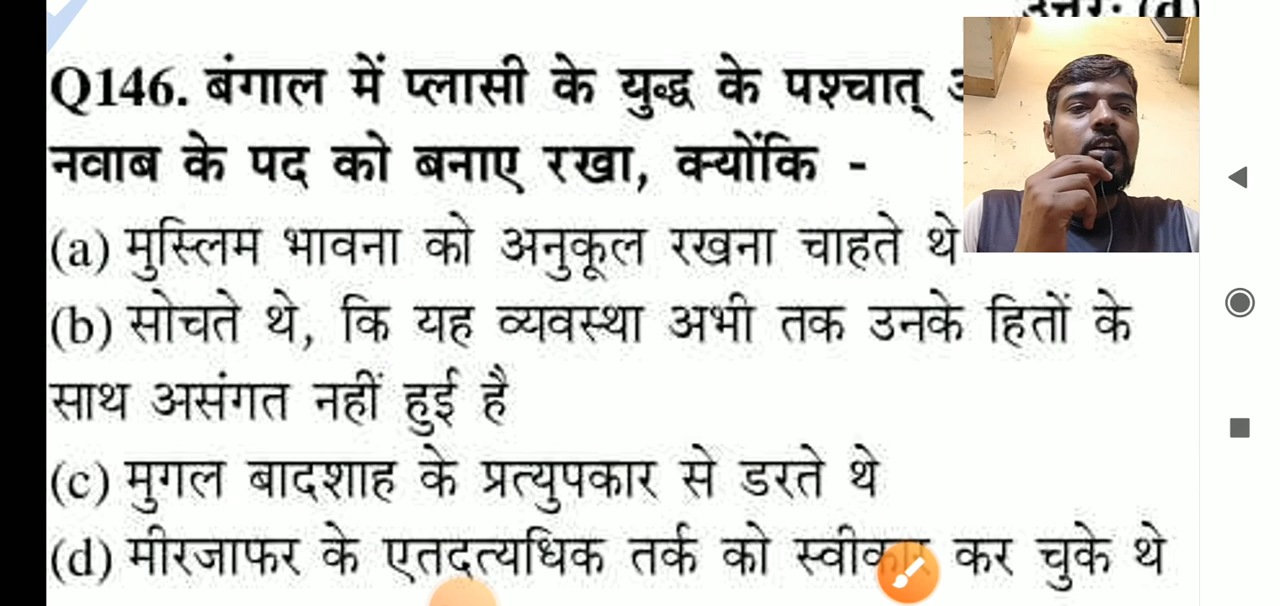 Q146. बंगाल में प्लासी के युद्ध के पश्चात्
नवाब के पद को बनाए रखा, क्योंकि -
(a) मुस्लिम भावना को अनुकूल रखना चाहते थे
(b) सोचते थे, कि यह व्यवस्था अभी तक उनके हितों के
साथ असंगत नहीं हुई है
(c) मुगल बादशाह के प्रत्युपकार से डरते थे
(d) मीरजाफर के एतदत्यधिक तर्क को स्वीकार कर चुके थे